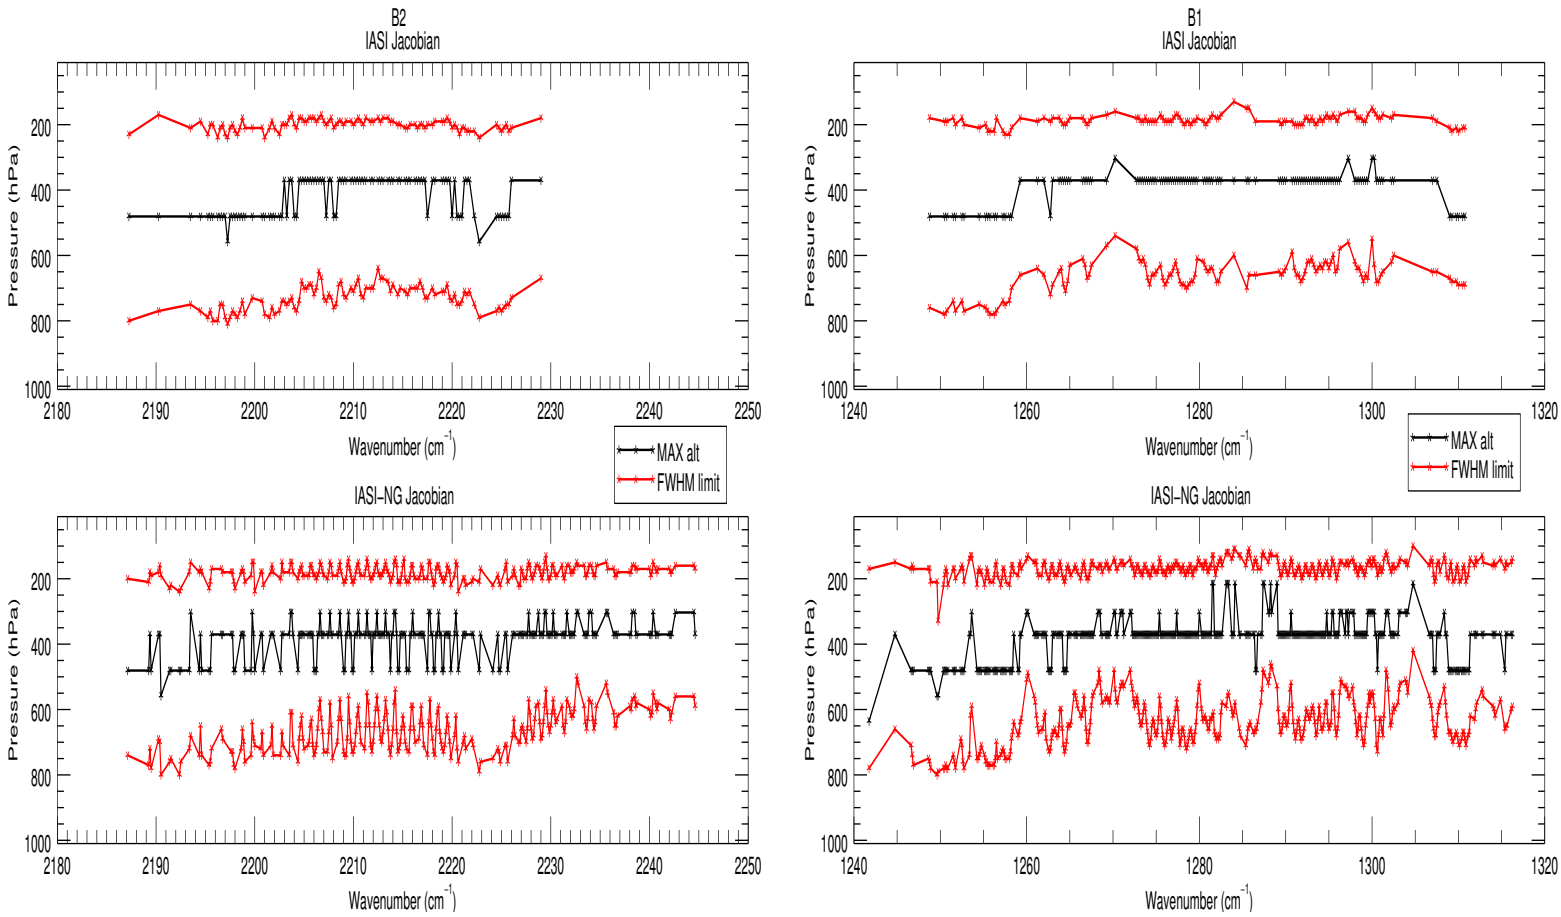 B2
IASI Jacobian
Pressure (hPa)
200
400
600
800
1000
2180 2190 2200 2210 2220 2230 2240 2250
Wavenumber (cm⁻¹)
B1
IASI Jacobian
Pressure (hPa)
200
400
600
800
1000
1240 1260 1280 1300 1320
Wavenumber (cm⁻¹)
MAX alt
FWHM limit
MAX alt
FWHM limit
IASI–NG Jacobian
Pressure (hPa)
200
400
600
800
1000
2180 2190 2200 2210 2220 2230 2240 2250
Wavenumber (cm⁻¹)
IASI–NG Jacobian
Pressure (hPa)
200
400
600
800
1000
1240 1260 1280 1300 1320
Wavenumber (cm⁻¹)